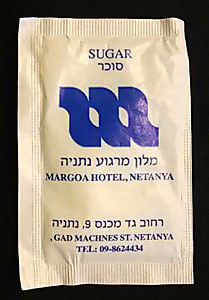 SUGAR
סוכר
מלון מרגוע נתניה
MARGOA HOTEL, NETANYA
רחוב גד מכנס 9, נתניה
, GAD MACHNES ST. NETANYA
TEL: 09-8624434